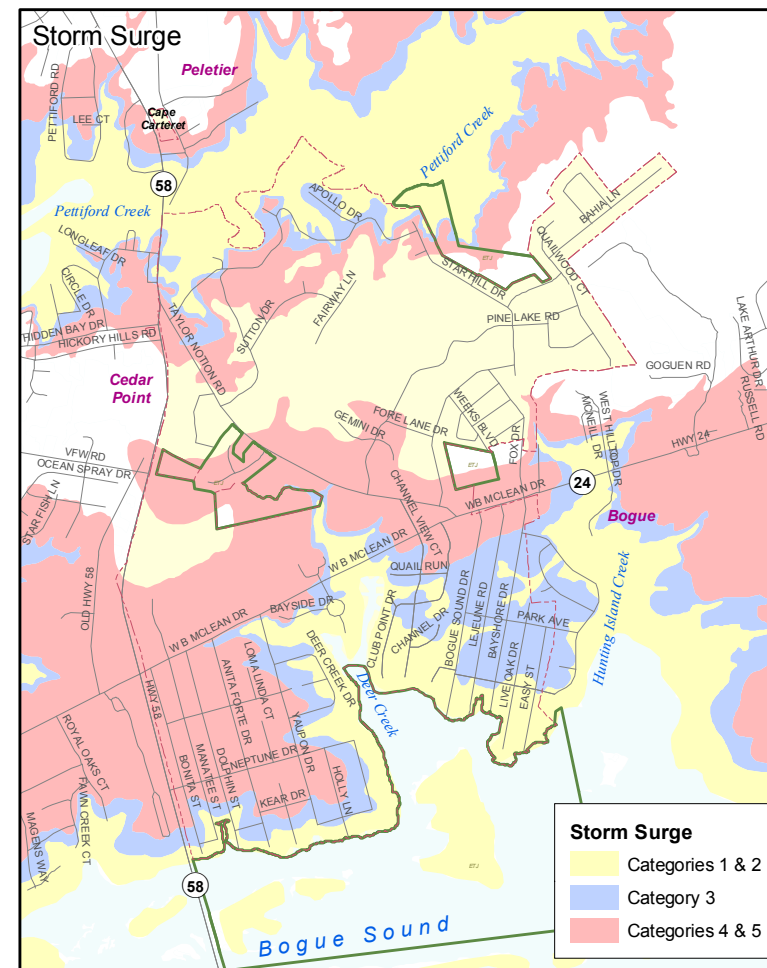 Storm Surge
Peletier
PETTIFORD RD
LEE CT
Cape
Carteret
58
Pettiford Creek
Pettiford Creek
APOLLO DR
BAHIA LN
LONGLEAF DR
QUAILWOOD CT
ETJ
STAR HILL DR
CIRCLE DR
FAIRWAY LN
SUTTON DR
TAYLOR NOTION RD
PINE LAKE RD
HIDDEN BAY DR
HICKORY HILLS RD
LAKE ARTHUR DR
RUSSELL RD
GOGUEN RD
Cedar
Point
WEEKS BLVD
WEST HILLTOP DR
MCNEILL DR
FORE LANE DR
GEMINI DR
FOX DR
HWY 24
VFW RD
OCEAN SPRAY DR
ETJ
ETJ
STAR FISH LN
CHANNEL VIEW CT
WB MCLEAN DR
24
Bogue
W B MCLEAN DR
QUAIL RUN
OLD HWY 58
BAYSIDE DR
CLUB POINT DR
CHANNEL DR
BOGUE SOUND DR
LEJEUNE RD
BAYSHORE DR
PARK AVE
Hunting Island Creek
W B MCLEAN DR
DEER CREEK DR
Deer Creek
LIVE OAK DR
EASY ST
HWY 58
LOMA LINDA CT
ANITA FORTE DR
YAUPON DR
ROYAL OAKS CT
NEPTUNE DR
DOLPHIN ST
MANATEE ST
BONITA ST
HOLLY LN
KEAR DR
FAWN CREEK CT
MAGENS WAY
ETJ
58
Bogue Sound
Storm Surge
Categories 1 & 2
Category 3
Categories 4 & 5